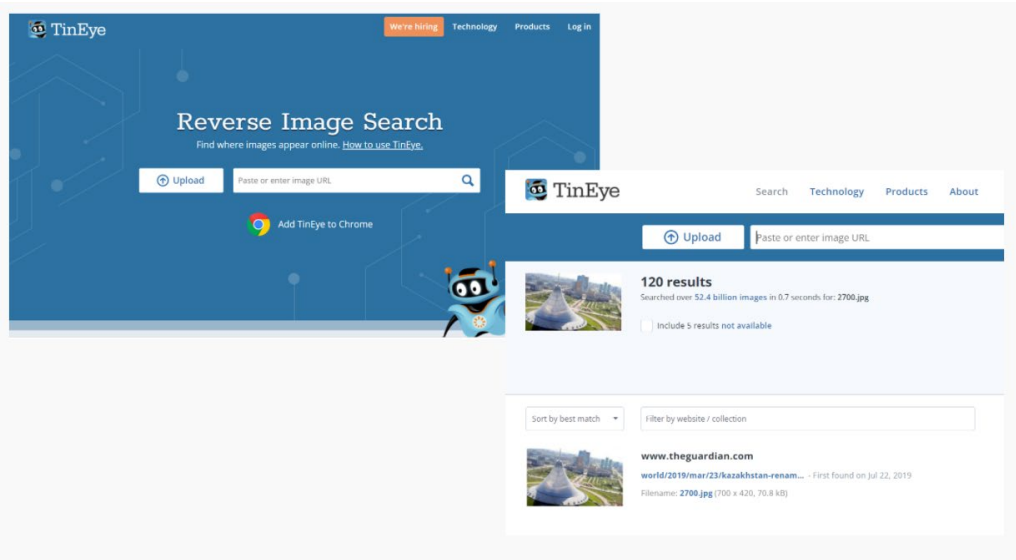 TinEye
We're hiring Technology Products Log in
Reverse Image Search
Find where images appear online. How to use TinEye.
Upload
Paste or enter image URL
Add TinEye to Chrome
TinEye
Search Technology Products About
Upload
Paste or enter image URL
120 results
Searched over 52.4 billion images in 0.7 seconds for: 2700.jpg
Include 5 results not available
Sort by best match
Filter by website / collection
www.theguardian.com
world/2019/mar/23/kazakhstan-renam... - First found on Jul 22, 2019
Filename: 2700.jpg (700 x 420, 70.8 kB)